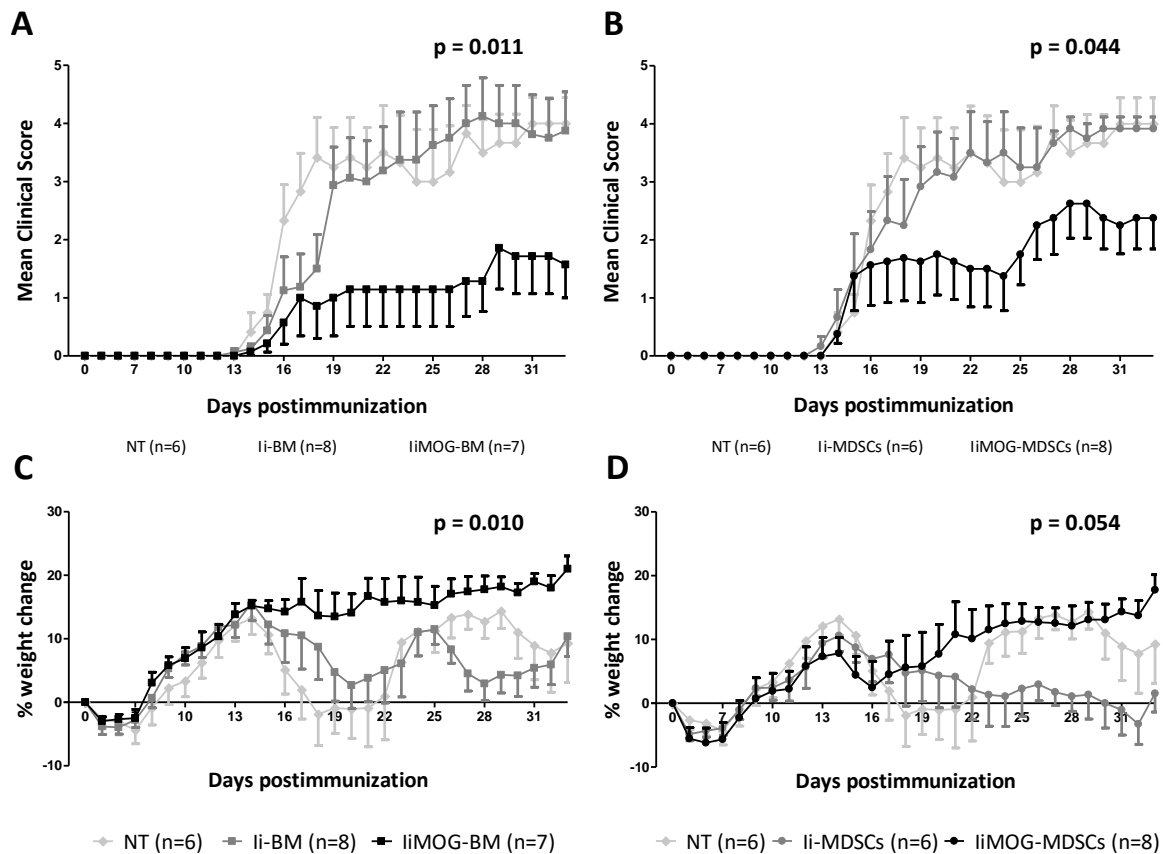 A
B
p = 0.011
p = 0.044
5
4
3
2
1
0
Mean Clinical Score
0 7 10 13 16 19 22 25 28 31
Days postimmunization
5
4
3
2
1
0
Mean Clinical Score
0 7 10 13 16 19 22 25 28 31
Days postimmunization
NT (n=6) Ii-BM (n=8) IiMOG-BM (n=7)
NT (n=6) Ii-MDSCs (n=6) IiMOG-MDSCs (n=8)
C
D
p = 0.010
p = 0.054
30
20
10
0
-10
% weight change
0 7 10 13 16 19 22 25 28 31
Days postimmunization
30
20
10
0
-10
% weight change
0 7 10 13 16 19 22 25 28 31
Days postimmunization
NT (n=6) Ii-BM (n=8) IiMOG-BM (n=7)
NT (n=6) Ii-MDSCs (n=6) IiMOG-MDSCs (n=8)